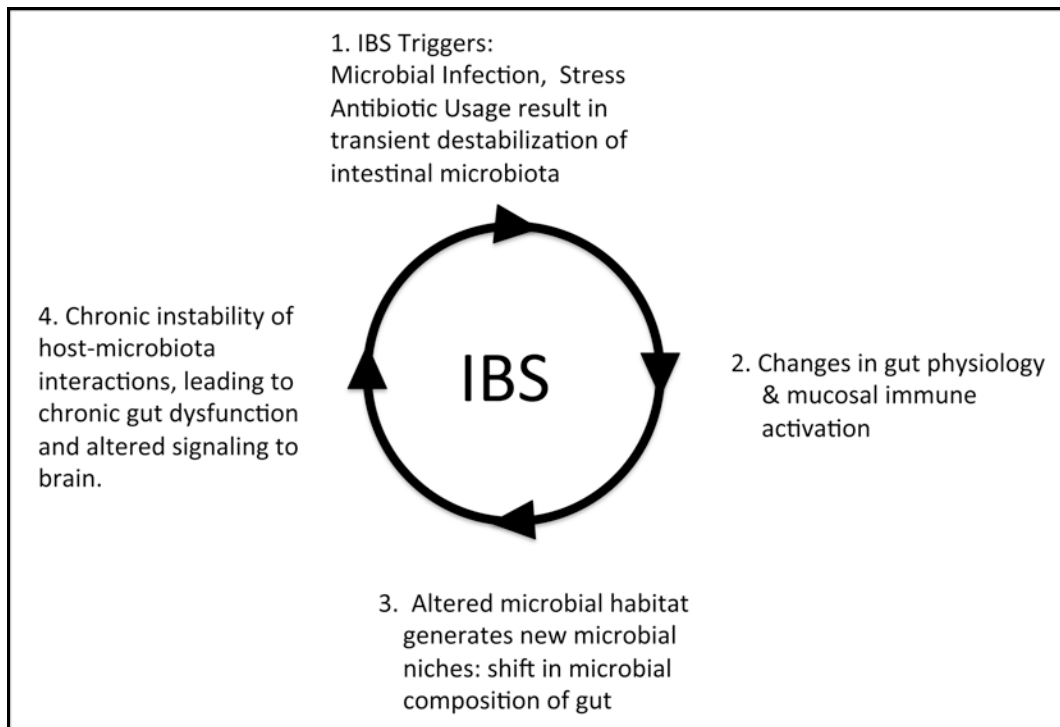 1. IBS Triggers:
Microbial Infection, Stress
Antibiotic Usage result in
transient destabilization of
intestinal microbiota
IBS
2. Changes in gut physiology
& mucosal immune
activation
3. Altered microbial habitat
generates new microbial
niches: shift in microbial
composition of gut
4. Chronic instability of
host-microbiota
interactions, leading to
chronic gut dysfunction
and altered signaling to
brain.